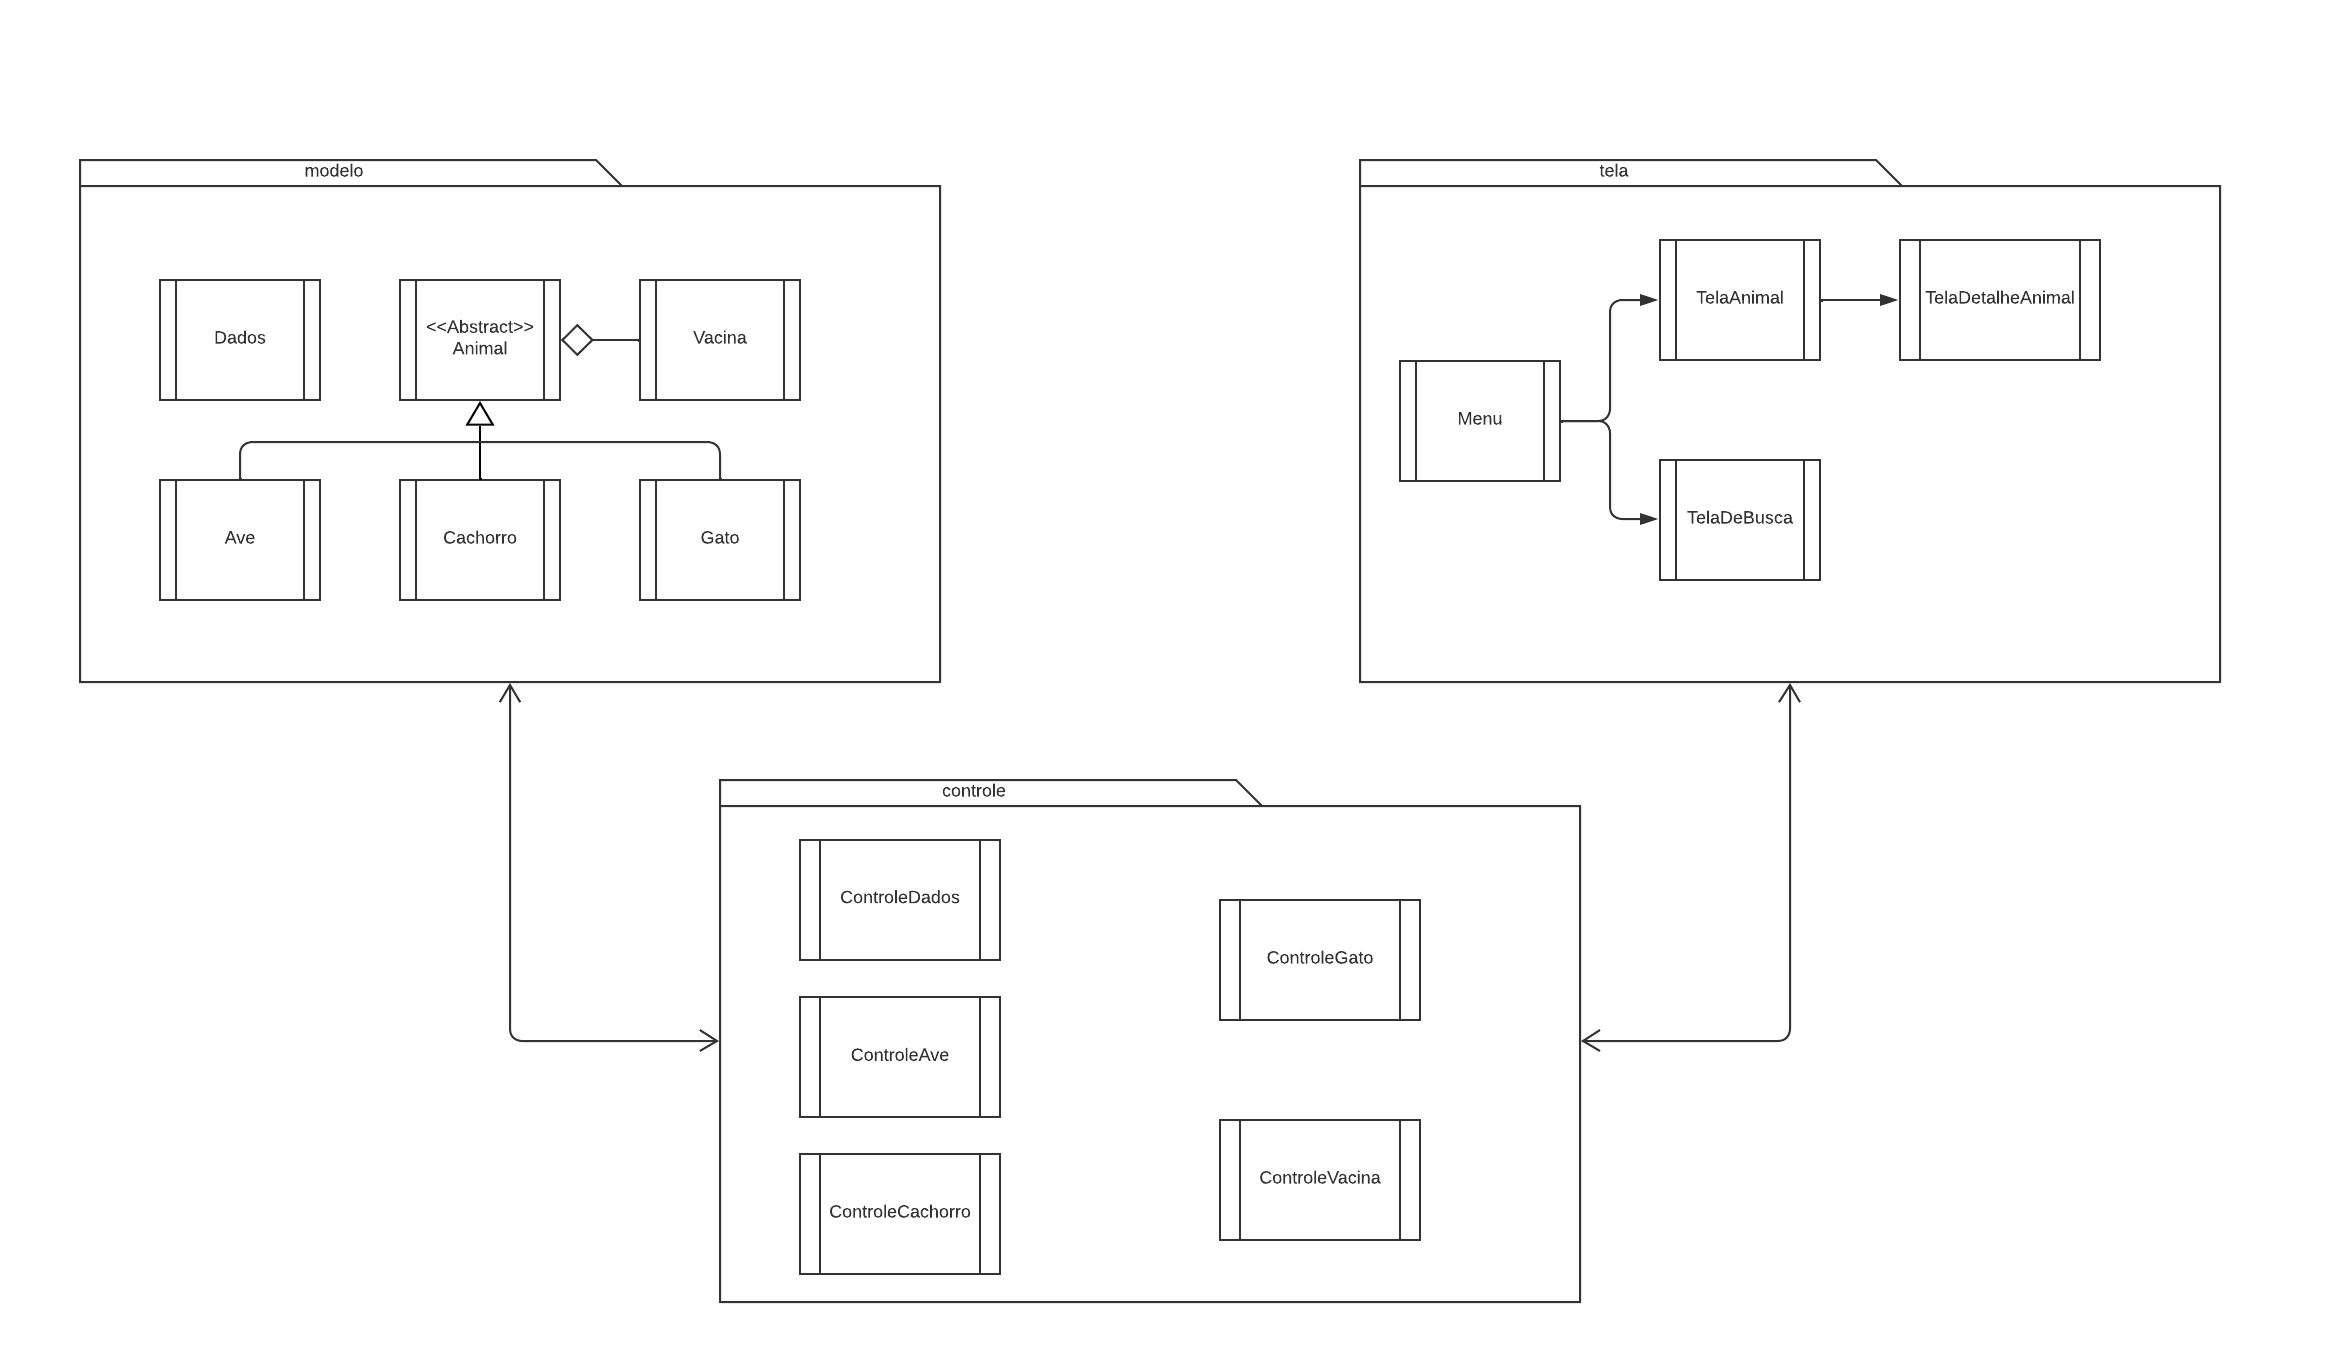 modelo
Dados
<<Abstract>>
Animal
Vacina
Ave
Cachorro
Gato
tela
Menu
TelaAnimal
TelaDetalheAnimal
TelaDeBusca
controle
ControleDados
ControleAve
ControleCachorro
ControleGato
ControleVacina